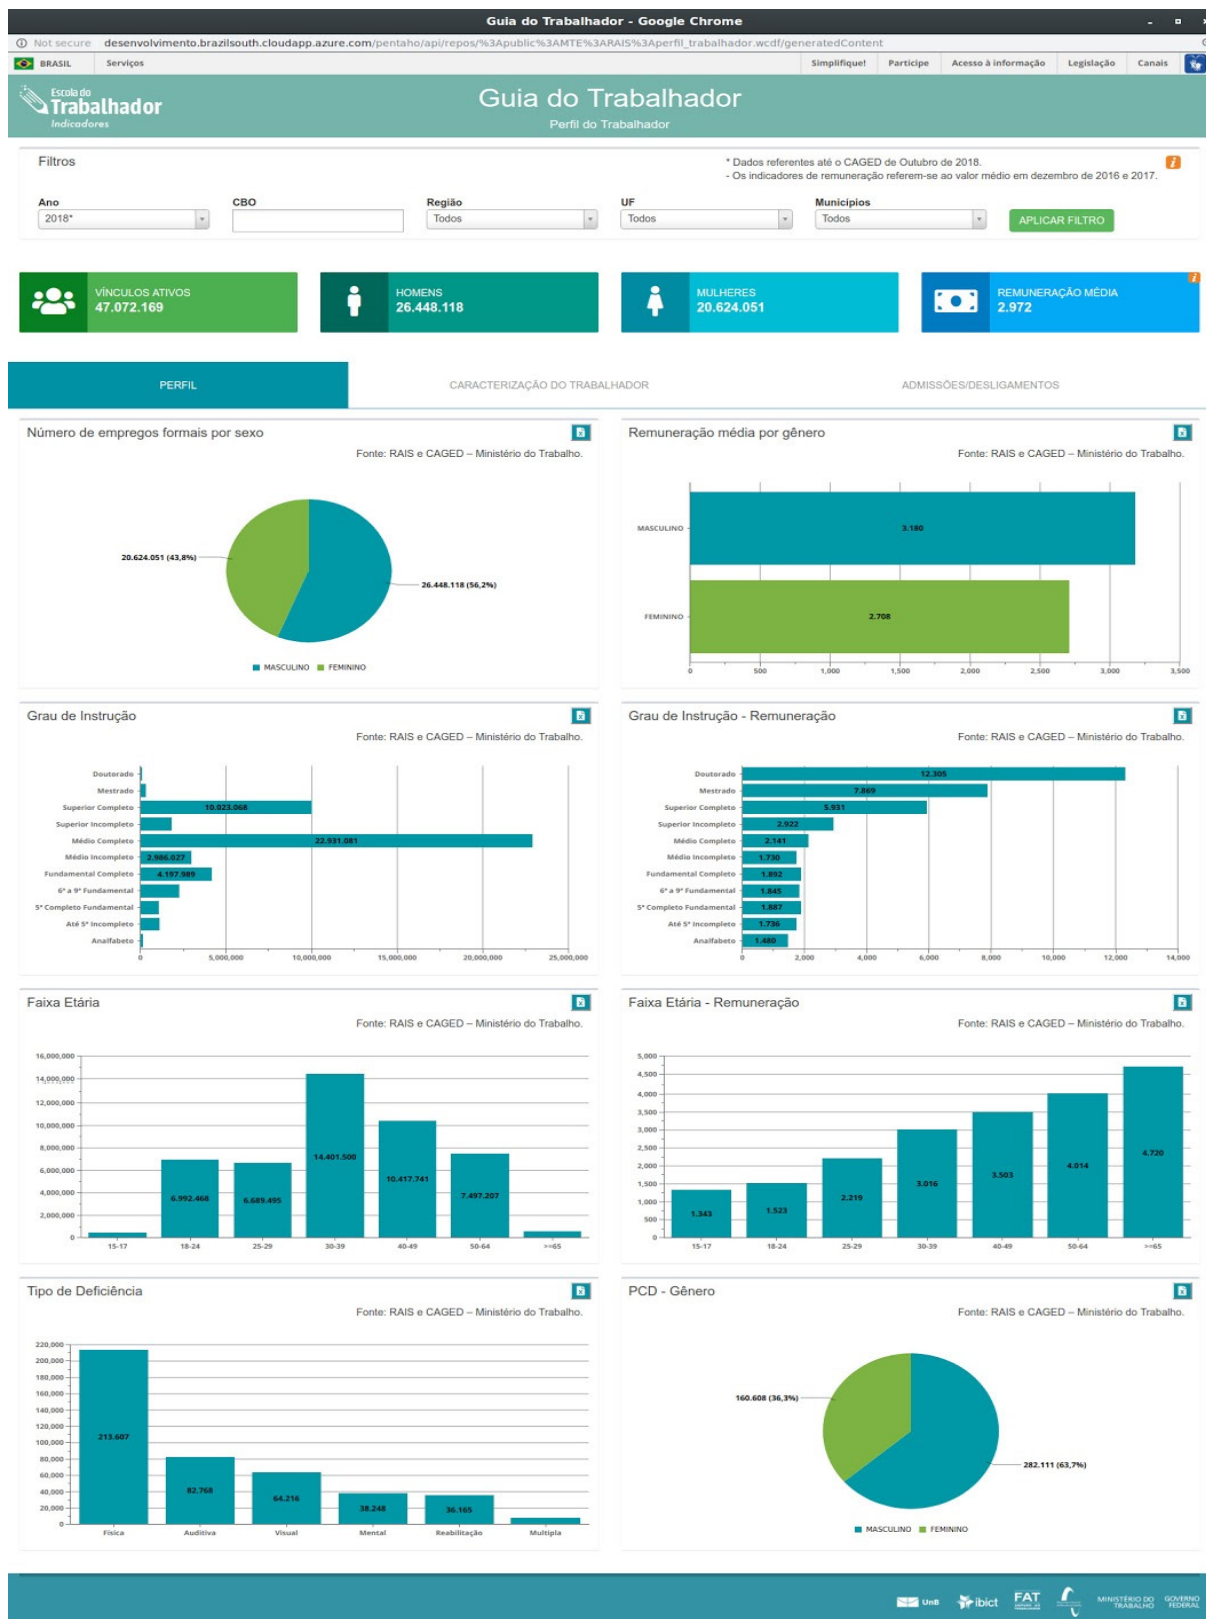 Guia do Trabalhador - Google Chrome
Not secure desenvolvimento.brazilsouth.cloudapp.azure.com/pentaho/api/repos/%3Apublic%3AMTE%3ARAIS%3Aperfil_trabalhador.wcdf/generatedContent
BRASIL Serviços Simplifique! Participe Acesso à informação Legislação Canais
Escola do
Trabalhador
Indicadores
Guia do Trabalhador
Perfil do Trabalhador
Filtros
* Dados referentes até o CAGED de Outubro de 2018.
- Os indicadores de remuneração referem-se ao valor médio em dezembro de 2016 e 2017.
Ano CBO Região UF Municípios
2018* Todos Todos Todos APLICAR FILTRO
VÍNCULOS ATIVOS
47.072.169
HOMENS
26.448.118
MULHERES
20.624.051
REMUNERAÇÃO MÉDIA
2.972
PERFIL CARACTERIZAÇÃO DO TRABALHADOR ADMISSÕES/DESLIGAMENTOS
Número de empregos formais por sexo
Fonte: RAIS e CAGED – Ministério do Trabalho.
20.624.051 (43,8%)
26.448.118 (56,2%)
MASCULINO FEMININO
Remuneração média por gênero
Fonte: RAIS e CAGED – Ministério do Trabalho.
MASCULINO 3.180
FEMININO 2.708
0 500 1,000 1,500 2,000 2,500 3,000 3,500
Grau de Instrução
Fonte: RAIS e CAGED – Ministério do Trabalho.
Doutorado
Mestrado
Superior Completo 10.023.068
Superior Incompleto
Médio Completo 22.931.081
Médio Incompleto 2.986.027
Fundamental Completo 4.197.989
6ª a 9ª Fundamental
5ª Completo Fundamental
Até 5ª Incompleto
Analfabeto
0 5,000,000 10,000,000 15,000,000 20,000,000 25,000,000
Grau de Instrução - Remuneração
Fonte: RAIS e CAGED – Ministério do Trabalho.
Doutorado 12.305
Mestrado 7.869
Superior Completo 5.931
Superior Incompleto 2.922
Médio Completo 2.141
Médio Incompleto 1.730
Fundamental Completo 1.892
6ª a 9ª Fundamental 1.845
5ª Completo Fundamental 1.887
Até 5ª Incompleto 1.736
Analfabeto 1.480
0 2,000 4,000 6,000 8,000 10,000 12,000 14,000
Faixa Etária
Fonte: RAIS e CAGED – Ministério do Trabalho.
16,000,000
14,000,000
12,000,000
10,000,000
8,000,000
6,000,000
4,000,000
2,000,000
0
6.992.468 6.689.495 14.401.500 10.417.741 7.497.207
15-17 18-24 25-29 30-39 40-49 50-64 >=65
Faixa Etária - Remuneração
Fonte: RAIS e CAGED – Ministério do Trabalho.
5,000
4,500
4,000
3,500
3,000
2,500
2,000
1,500
1,000
500
0
1.343 1.523 2.219 3.016 3.503 4.014 4.720
15-17 18-24 25-29 30-39 40-49 50-64 >=65
Tipo de Deficiência
Fonte: RAIS e CAGED – Ministério do Trabalho.
220,000
200,000
180,000
160,000
140,000
120,000
100,000
80,000
60,000
40,000
20,000
0
213.607 82.768 64.216 38.248 36.165
Física Auditiva Visual Mental Reabilitação Multipla
PCD - Gênero
Fonte: RAIS e CAGED – Ministério do Trabalho.
160.608 (36,3%)
282.111 (63,7%)
MASCULINO FEMININO
UnB ibict FAT MINISTÉRIO DO TRABALHO GOVERNO FEDERAL